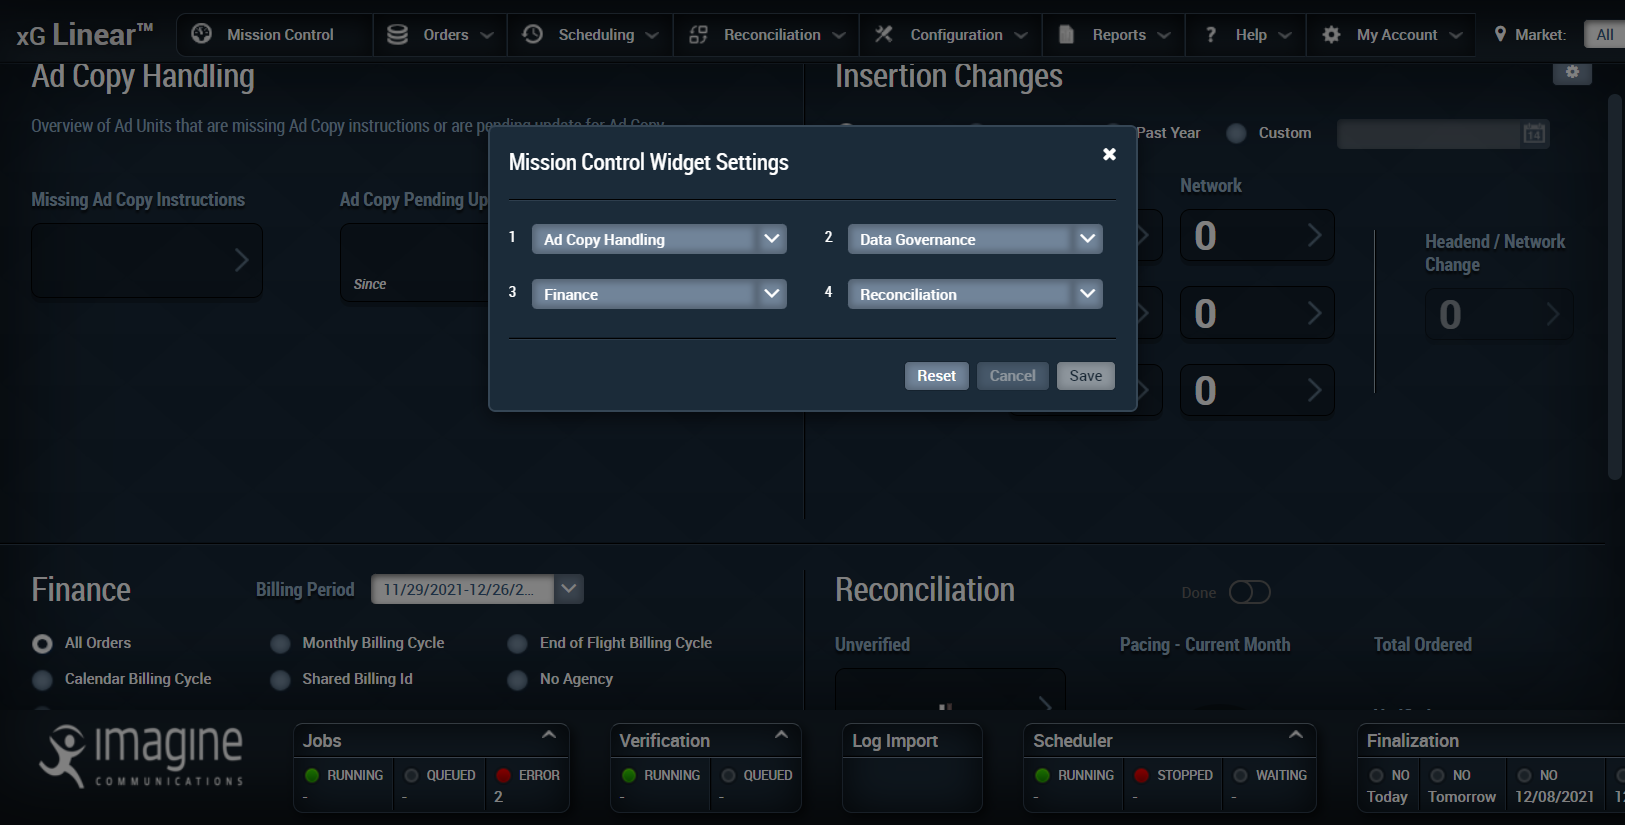 xG Linear™
Mission Control
Orders
Scheduling
Reconciliation
Configuration
Reports
? Help
My Account
Market:
All
Ad Copy Handling
Insertion Changes
Overview of Ad Units that are missing Ad Copy instructions or are pending update for Ad Copy
Past Year
Custom
14
Missing Ad Copy Instructions
Ad Copy Pending Up
Since
Network
0
0
0
Headend / Network
Change
0
Mission Control Widget Settings
1 Ad Copy Handling
2 Data Governance
3 Finance
4 Reconciliation
Reset
Cancel
Save
Finance
Billing Period
11/29/2021-12/26/2...
All Orders
Monthly Billing Cycle
End of Flight Billing Cycle
Calendar Billing Cycle
Shared Billing Id
No Agency
Reconciliation
Done
Unverified
Pacing - Current Month
Total Ordered
imagine
COMMUNICATIONS
Jobs
RUNNING
-
QUEUED
-
ERROR
2
Verification
RUNNING
-
QUEUED
-
Log Import
Scheduler
RUNNING
-
STOPPED
-
WAITING
-
Finalization
NO
Today
NO
Tomorrow
NO
12/08/2021